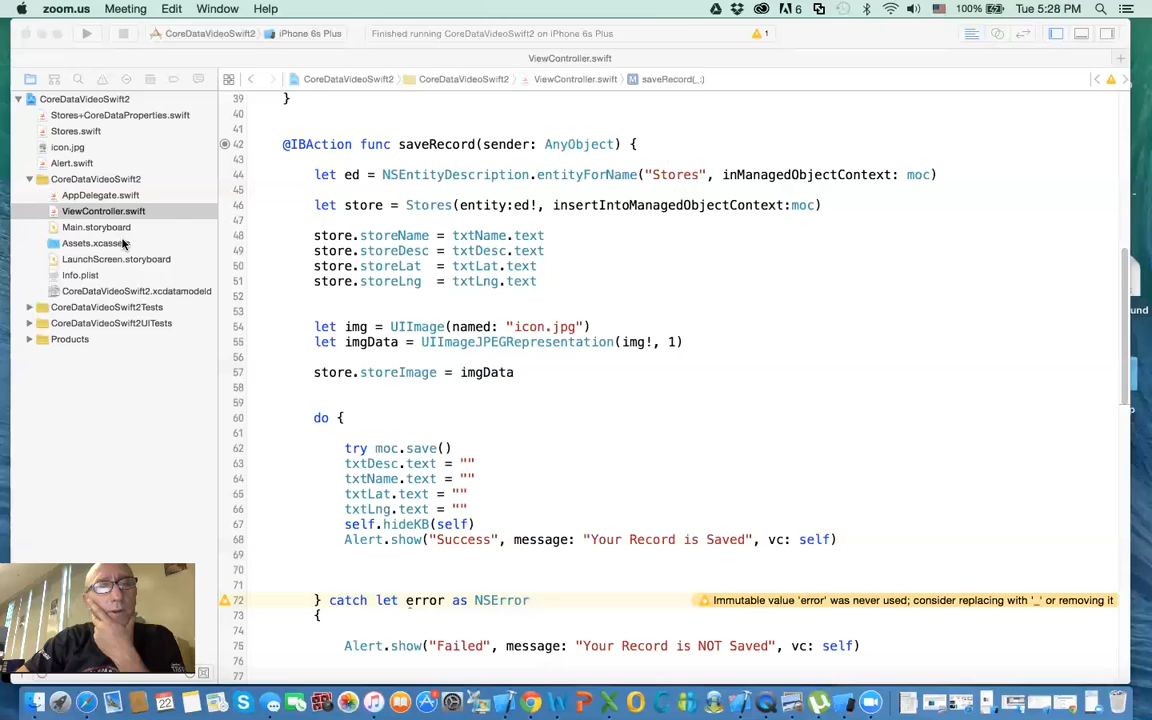 zoom.us Meeting Edit Window Help
6 100% Tue 5:28 PM
CoreDataVideoSwift2 iPhone 6s Plus Finished running CoreDataVideoSwift2 on iPhone 6s Plus 1
ViewController.swift
CoreDataVideoSwift2 CoreDataVideoSwift2 ViewController.swift M saveRecord(_:)
CoreDataVideoSwift2
Stores+CoreDataProperties.swift
Stores.swift
icon.jpg
Alert.swift
CoreDataVideoSwift2
AppDelegate.swift
ViewController.swift
Main.storyboard
Assets.xcassets
LaunchScreen.storyboard
Info.plist
CoreDataVideoSwift2.xcdatamodeld
CoreDataVideoSwift2Tests
CoreDataVideoSwift2UITests
Products
39 }
40
41
42 @IBAction func saveRecord(sender: AnyObject) {
43
44 let ed = NSEntityDescription.entityForName("Stores", inManagedObjectContext: moc)
45
46 let store = Stores(entity:ed!, insertIntoManagedObjectContext:moc)
47
48 store.storeName = txtName.text
49 store.storeDesc = txtDesc.text
50 store.storeLat = txtLat.text
51 store.storeLng = txtLng.text
52
53
54 let img = UIImage(named: "icon.jpg")
55 let imgData = UIImageJPEGRepresentation(img!, 1)
56
57 store.storeImage = imgData
58
59
60 do {
61
62 try moc.save()
63 txtDesc.text = ""
64 txtName.text = ""
65 txtLat.text = ""
66 txtLng.text = ""
67 self.hideKB(self)
68 Alert.show("Success", message: "Your Record is Saved", vc: self)
69
70
71
72 } catch let error as NSError Immutable value 'error' was never used; consider replacing with '_' or removing it
73 {
74
75 Alert.show("Failed", message: "Your Record is NOT Saved", vc: self)
76
77